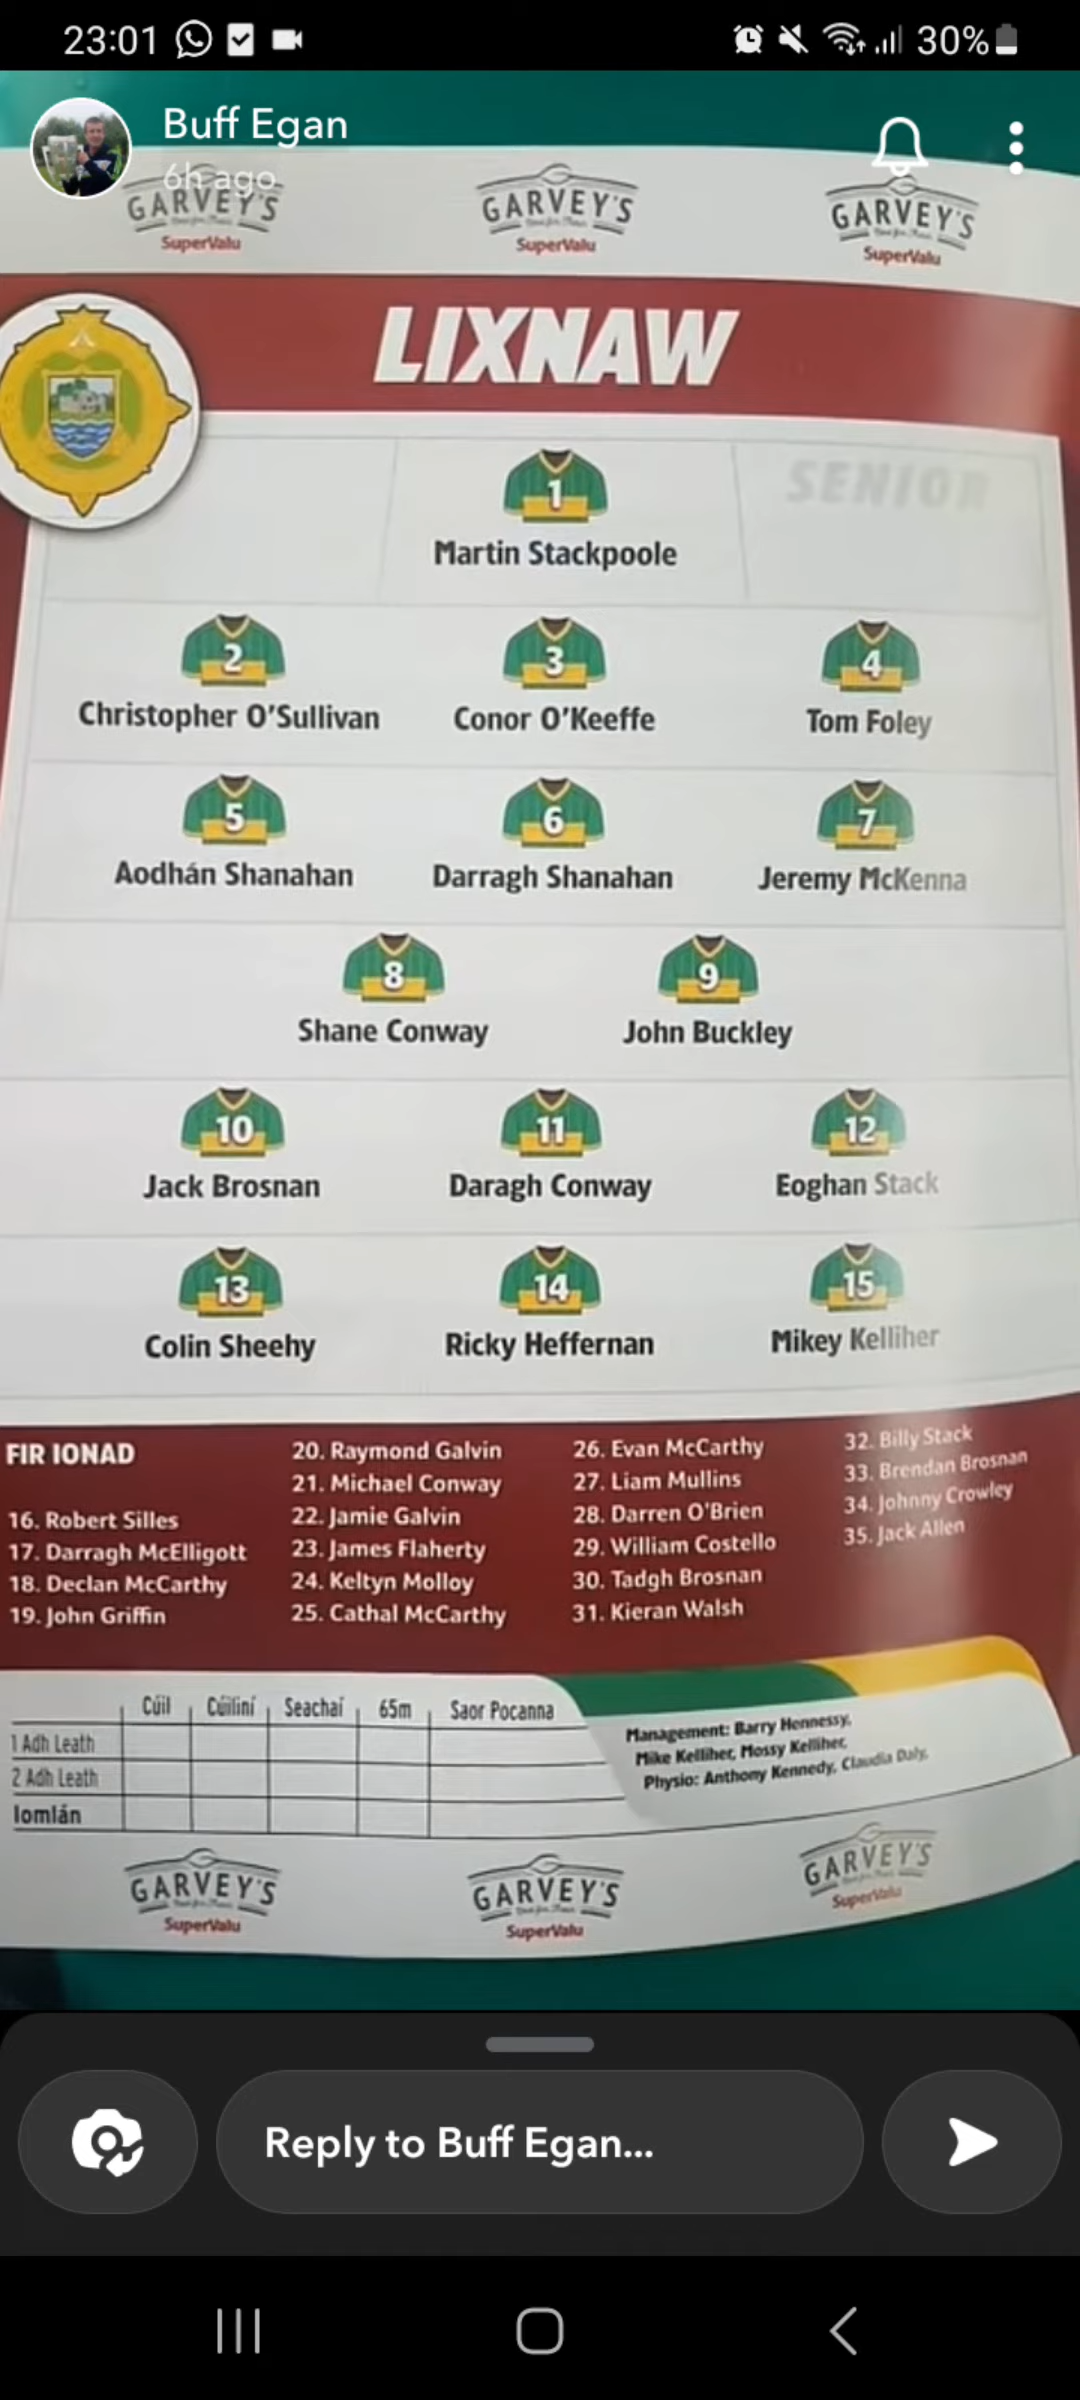 23:01
30%
Buff Egan
6h ago
GARVEY'S GARVEY'S GARVEY'S
SuperValu SuperValu SuperValu
LIXNAW
SENIOR
1
Martin Stackpoole
2 3 4
Christopher O'Sullivan Conor O'Keeffe Tom Foley
5 6 7
Aodhán Shanahan Darragh Shanahan Jeremy McKenna
8 9
Shane Conway John Buckley
10 11 12
Jack Brosnan Daragh Conway Eoghan Stack
13 14 15
Colin Sheehy Ricky Heffernan Mikey Kelliher
FIR IONAD
16. Robert Silles
17. Darragh McElligott
18. Declan McCarthy
19. John Griffin
20. Raymond Galvin
21. Michael Conway
22. Jamie Galvin
23. James Flaherty
24. Keltyn Molloy
25. Cathal McCarthy
26. Evan McCarthy
27. Liam Mullins
28. Darren O'Brien
29. William Costello
30. Tadgh Brosnan
31. Kieran Walsh
32. Billy Stack
33. Brendan Brosnan
34. Johnny Crowley
35. Jack Allen
Cúil Cúilíní Seachaí 65m Saor Pocanna
1 Adh Leath
2 Adh Leath
Iomlán
Management: Barry Hennessy,
Mike Kelliher, Mossy Kelliher,
Physio: Anthony Kennedy, Claudia Daly,
GARVEY'S GARVEY'S GARVEY'S
SuperValu SuperValu SuperValu
Reply to Buff Egan...